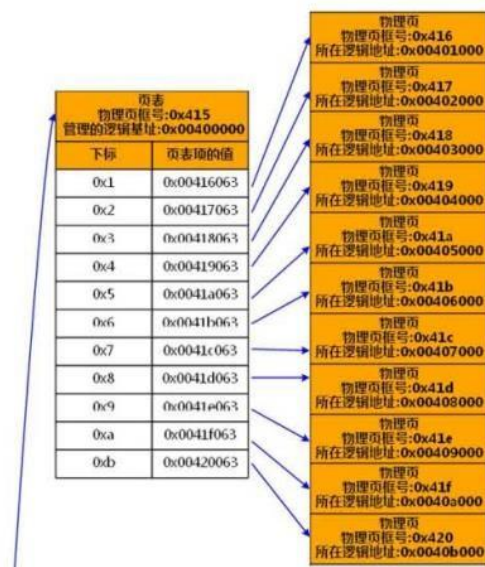 页表
物理页框号:0x415
管理的逻辑基址:0x00400000
下标 页表项的值
0x1 0x00416063
0x2 0x00417063
0x3 0x00418063
0x4 0x00419063
0x5 0x0041a063
0x6 0x0041b063
0x7 0x0041c063
0x8 0x0041d063
0x9 0x0041e063
0xa 0x0041f063
0xb 0x00420063
物理页
物理页框号:0x416
所在逻辑地址:0x00401000
物理页
物理页框号:0x417
所在逻辑地址:0x00402000
物理页
物理页框号:0x418
所在逻辑地址:0x00403000
物理页
物理页框号:0x419
所在逻辑地址:0x00404000
物理页
物理页框号:0x41a
所在逻辑地址:0x00405000
物理页
物理页框号:0x41b
所在逻辑地址:0x00406000
物理页
物理页框号:0x41c
所在逻辑地址:0x00407000
物理页
物理页框号:0x41d
所在逻辑地址:0x00408000
物理页
物理页框号:0x41e
所在逻辑地址:0x00409000
物理页
物理页框号:0x41f
所在逻辑地址:0x0040a000
物理页
物理页框号:0x420
所在逻辑地址:0x0040b000